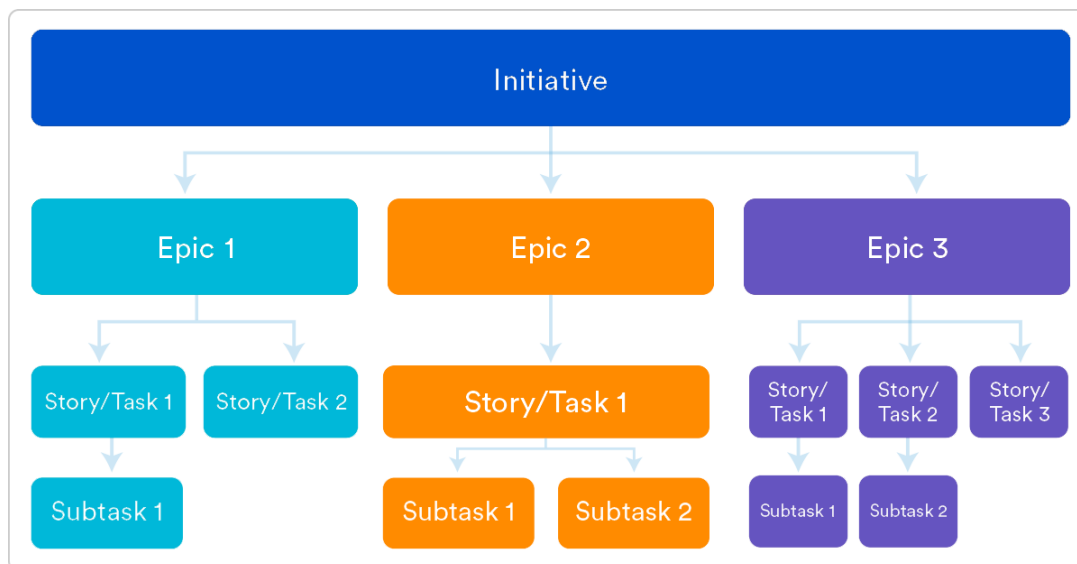 Initiative
Epic 1
Epic 2
Epic 3
Story/Task 1
Story/Task 2
Story/Task 1
Story/
Task 1
Story/
Task 2
Story/
Task 3
Subtask 1
Subtask 1
Subtask 2
Subtask 1
Subtask 2